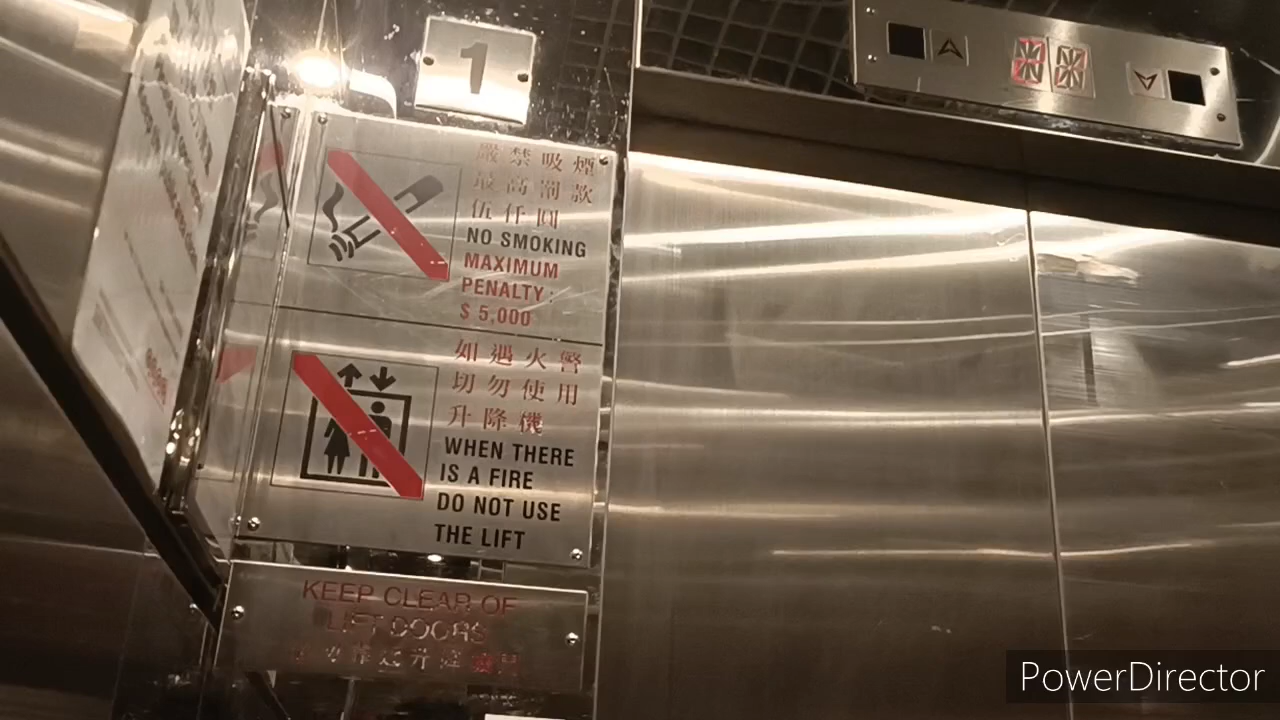 1
嚴禁吸煙
最高罰款
伍仟圓
NO SMOKING
MAXIMUM
PENALTY :
$ 5,000
如遇火警
切勿使用
升降機
WHEN THERE
IS A FIRE
DO NOT USE
THE LIFT
KEEP CLEAR OF
LIFT DOORS
PowerDirector